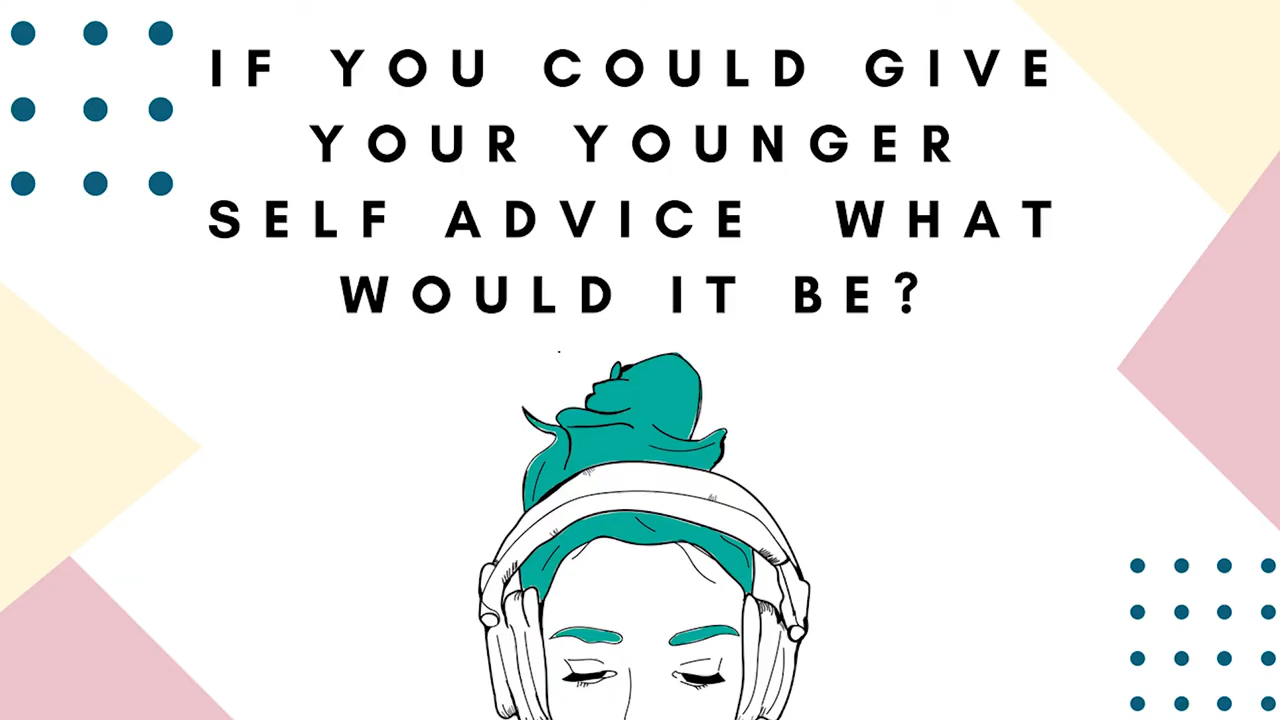 IF YOU COULD GIVE
YOUR YOUNGER
SELF ADVICE WHAT
WOULD IT BE?